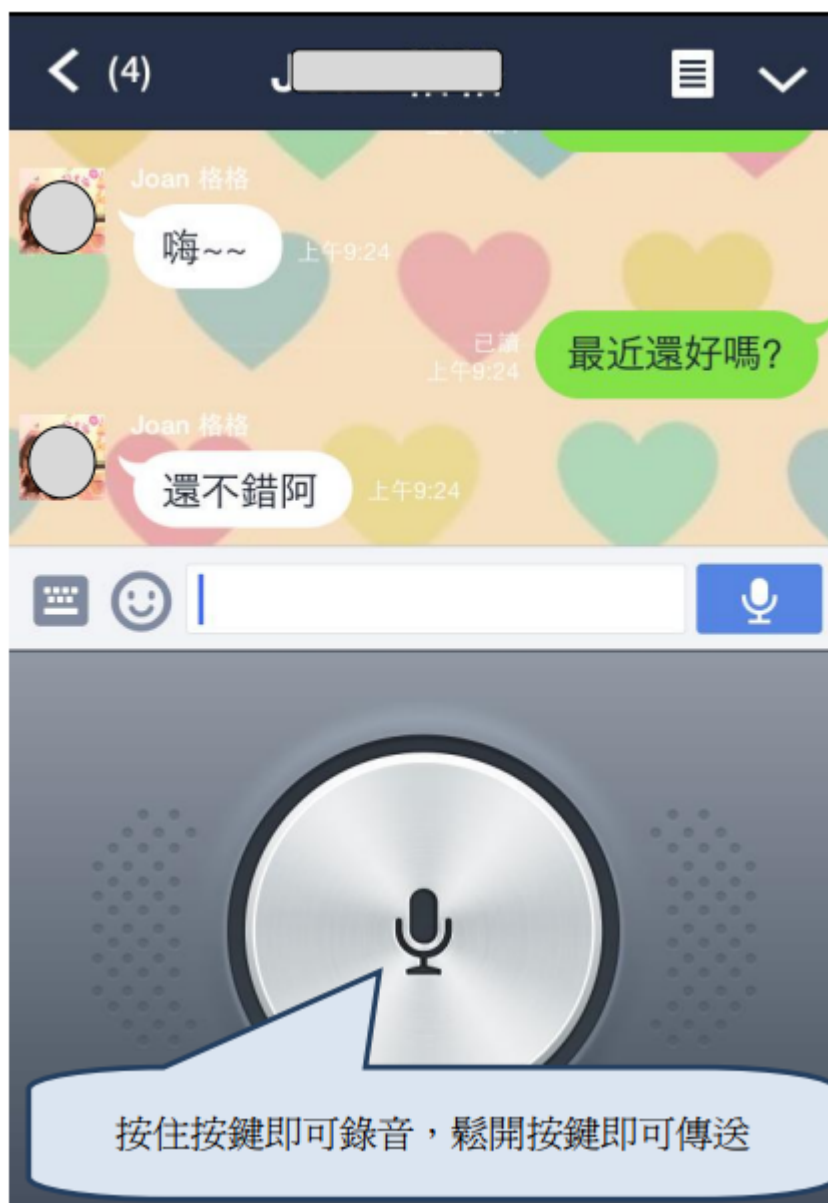 (4)
J
Joan 格格
嗨~~
上午9:24
已讀
上午9:24
最近還好嗎?
Joan 格格
還不錯阿
上午9:24
按住按鍵即可錄音，鬆開按鍵即可傳送